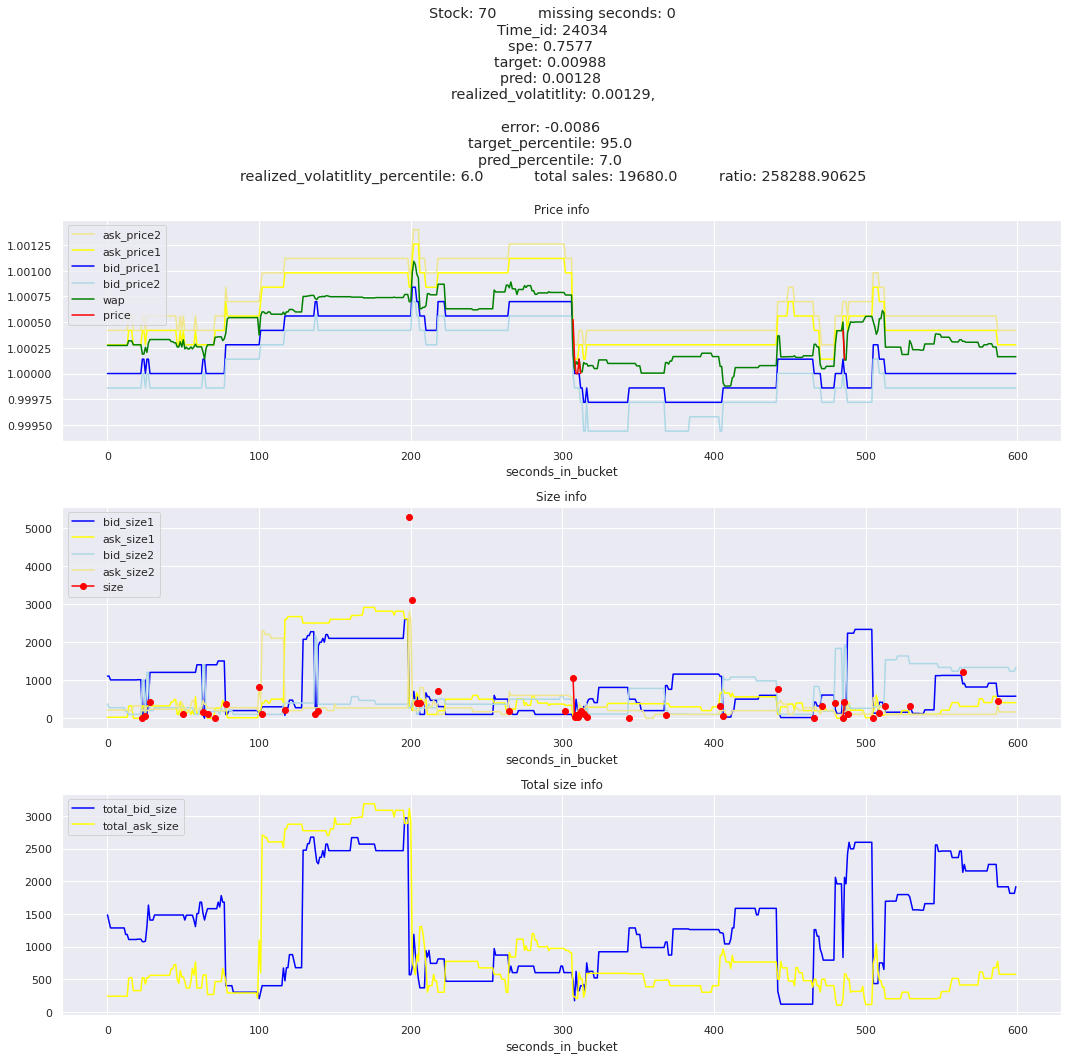 Stock: 70 missing seconds: 0
Time_id: 24034
spe: 0.7577
target: 0.00988
pred: 0.00128
realized_volatitlity: 0.00129,
error: -0.0086
target_percentile: 95.0
pred_percentile: 7.0
realized_volatitlity_percentile: 6.0 total sales: 19680.0 ratio: 258288.90625
Price info
ask_price2
ask_price1
bid_price1
bid_price2
wap
price
1.00125
1.00100
1.00075
1.00050
1.00025
1.00000
0.99975
0.99950
0 100 200 300 400 500 600
seconds_in_bucket
Size info
bid_size1
ask_size1
bid_size2
ask_size2
size
5000
4000
3000
2000
1000
0
0 100 200 300 400 500 600
seconds_in_bucket
Total size info
total_bid_size
total_ask_size
3000
2500
2000
1500
1000
500
0
0 100 200 300 400 500 600
seconds_in_bucket